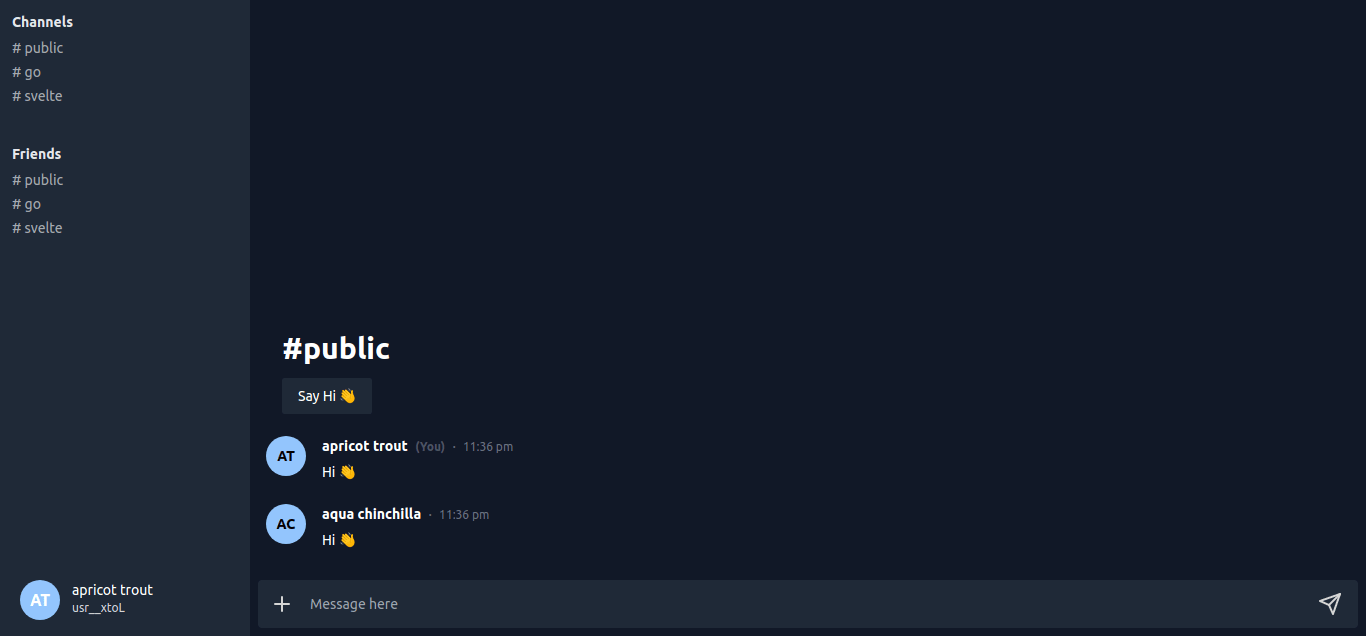 Channels
# public
# go
# svelte
Friends
# public
# go
# svelte
#public
Say Hi 👋
AT
apricot trout (You) · 11:36 pm
Hi 👋
AC
aqua chinchilla · 11:36 pm
Hi 👋
AT
apricot trout
usr__xtoL
Message here